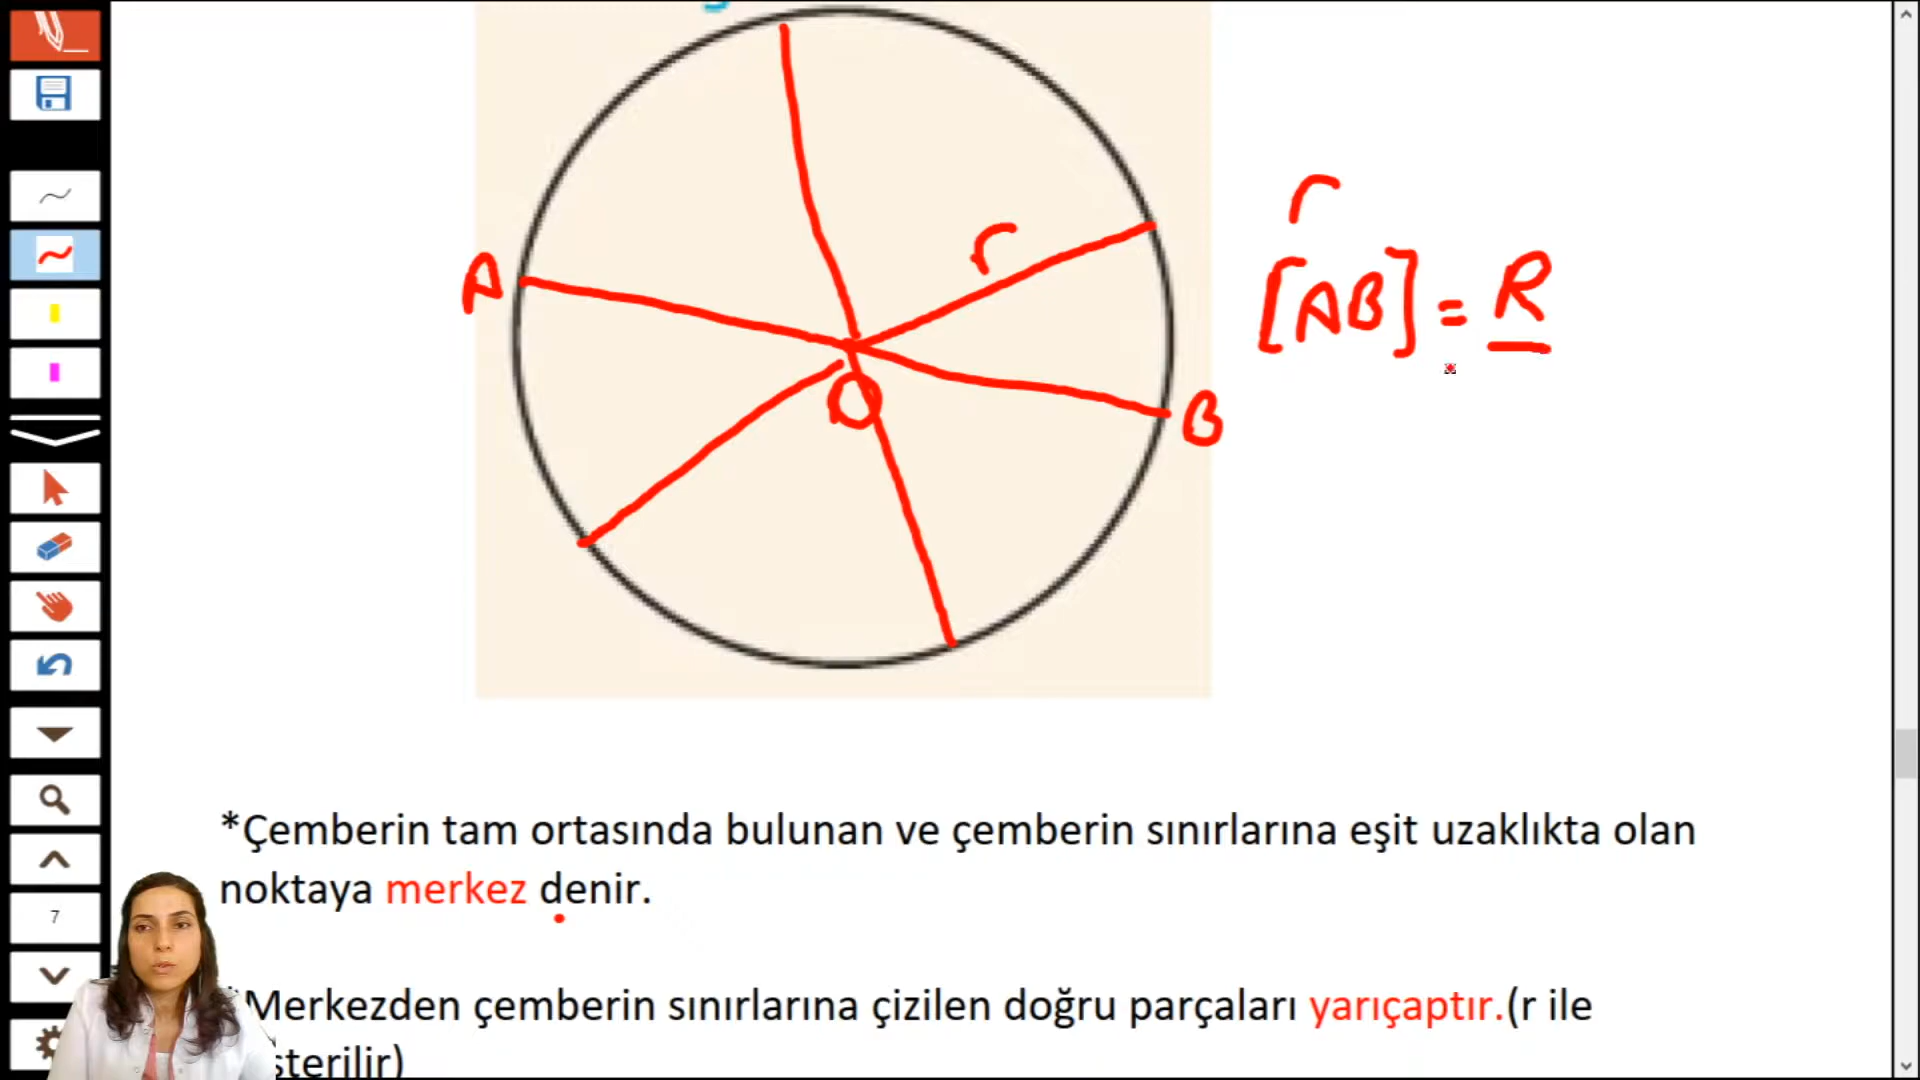 r
r
A
[AB] = R
O
B
*Çemberin tam ortasında bulunan ve çemberin sınırlarına eşit uzaklıkta olan
noktaya merkez denir.
7
*Merkezden çemberin sınırlarına çizilen doğru parçaları yarıçaptır.(r ile